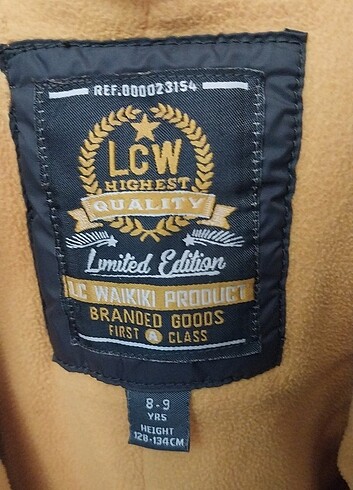 REF.000023154
LCW
HIGHEST
QUALITY
Limited Edition
LC WAIKIKI PRODUCT
BRANDED GOODS
FIRST A CLASS
8-9
YRS
HEIGHT
128-134CM